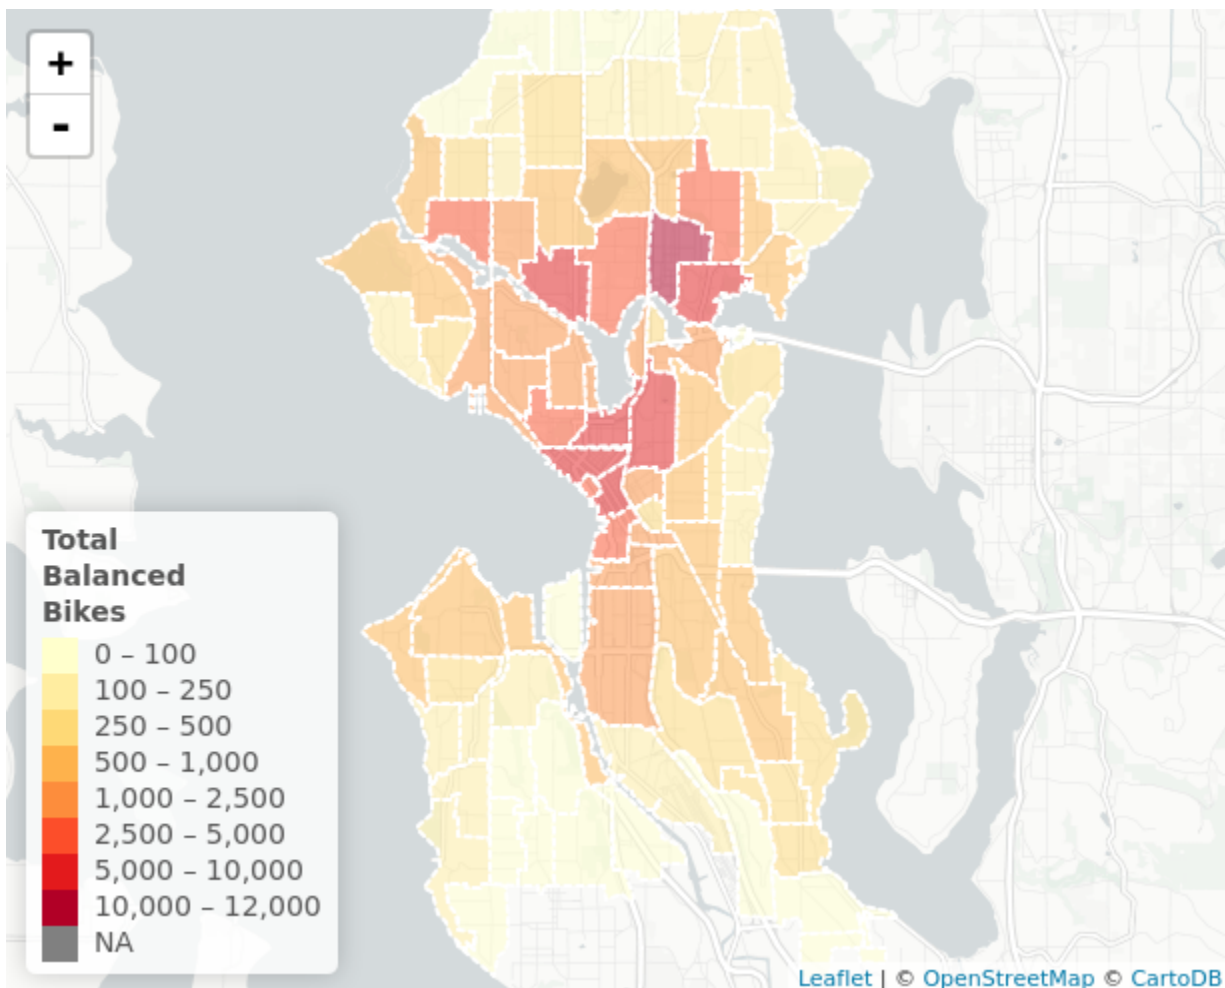 +
-
Total
Balanced
Bikes
0 – 100
100 – 250
250 – 500
500 – 1,000
1,000 – 2,500
2,500 – 5,000
5,000 – 10,000
10,000 – 12,000
NA
Leaflet | © OpenStreetMap © CartoDB